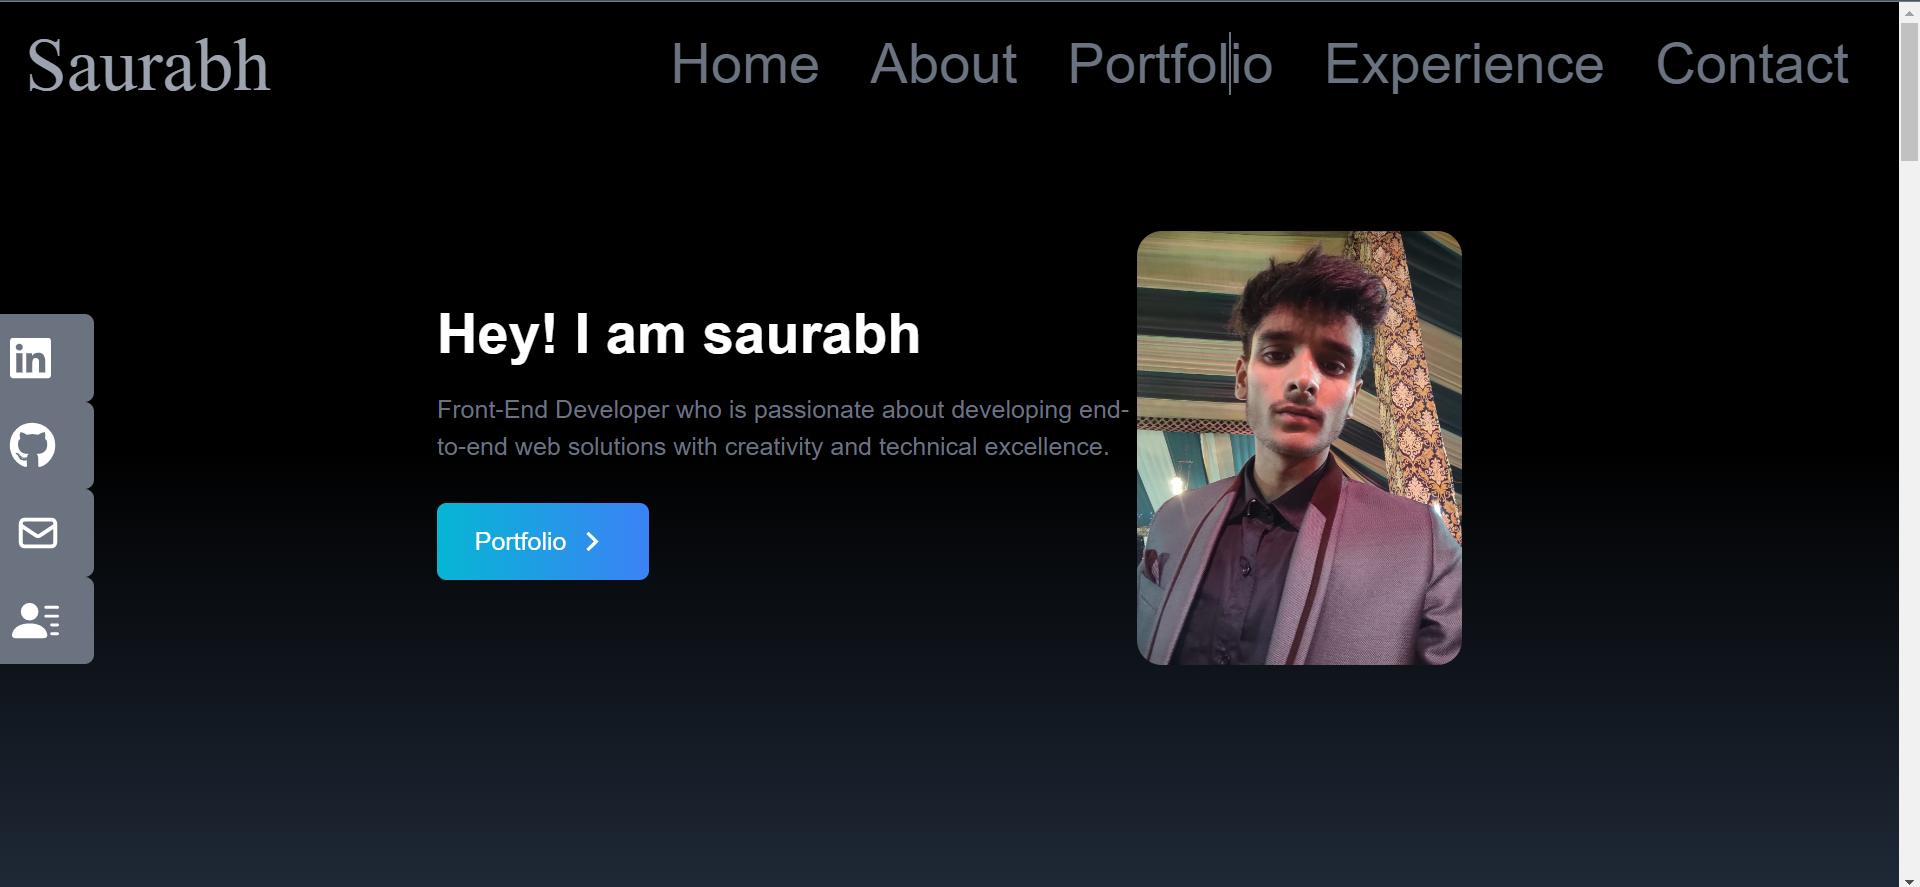 Saurabh
Home About Portfolio Experience Contact
Hey! I am saurabh
Front-End Developer who is passionate about developing end-
to-end web solutions with creativity and technical excellence.
Portfolio
in